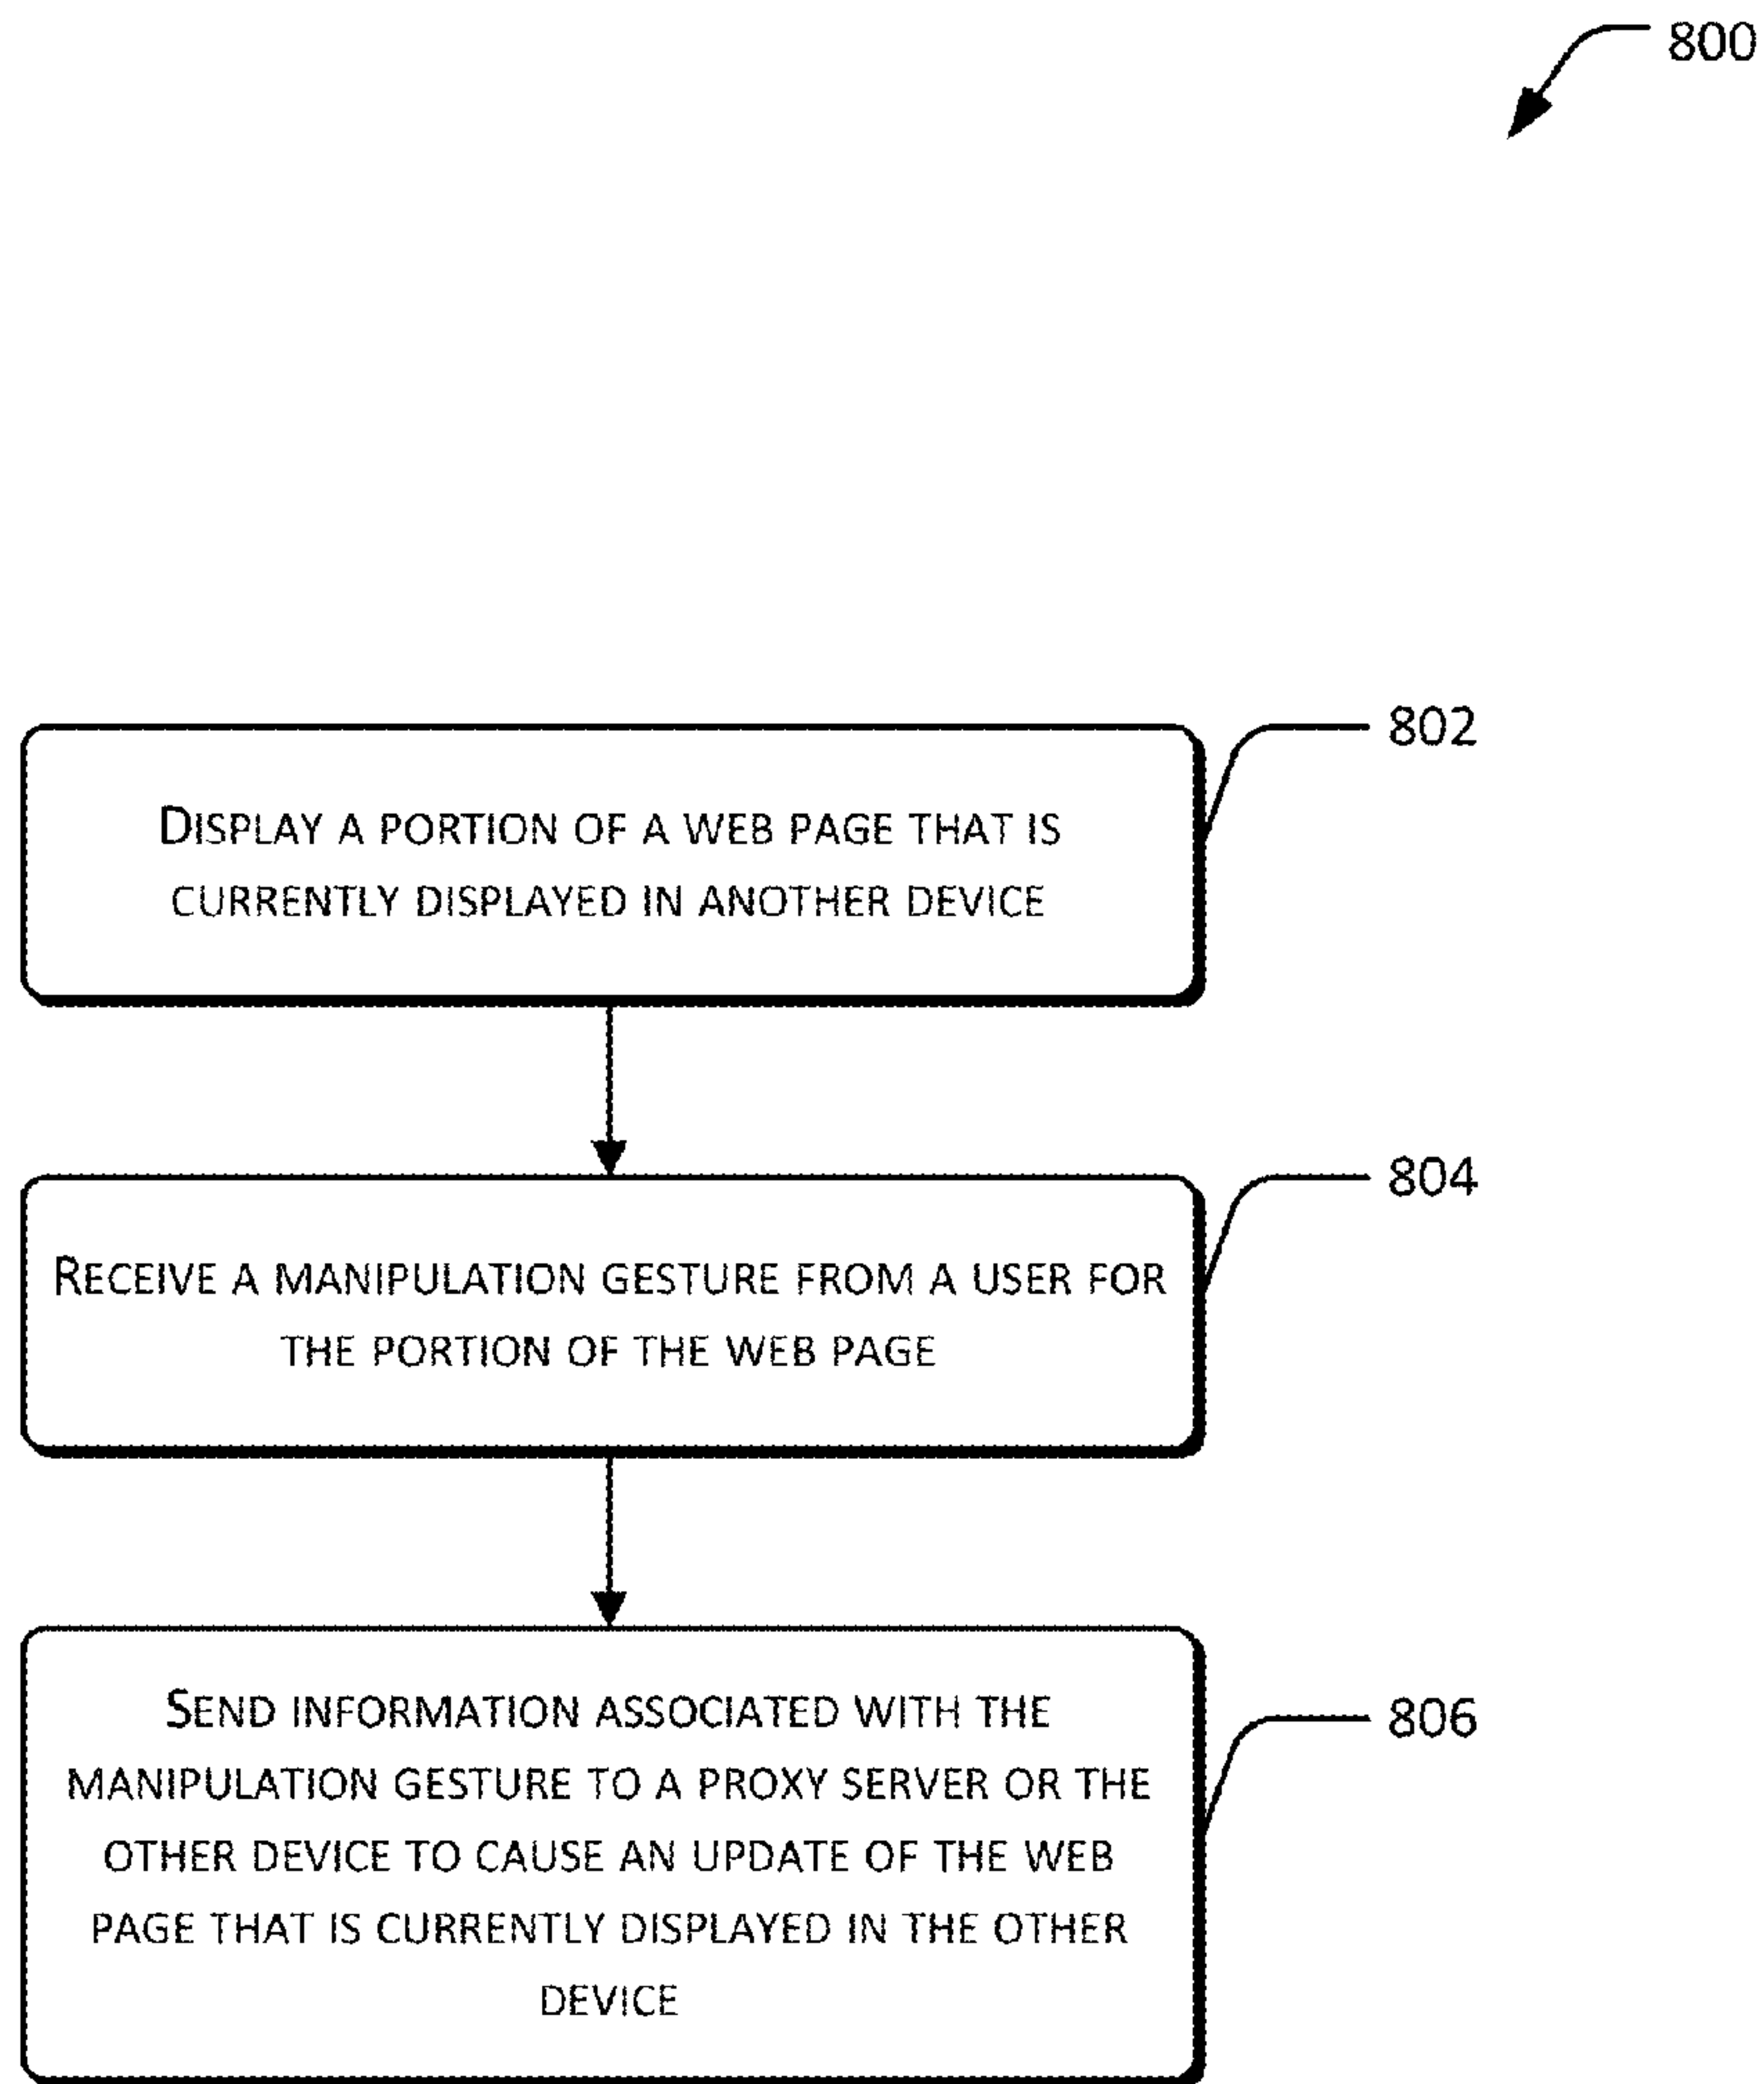 800
802
DISPLAY A PORTION OF A WEB PAGE THAT IS
CURRENTLY DISPLAYED IN ANOTHER DEVICE
804
RECEIVE A MANIPULATION GESTURE FROM A USER FOR
THE PORTION OF THE WEB PAGE
806
SEND INFORMATION ASSOCIATED WITH THE
MANIPULATION GESTURE TO A PROXY SERVER OR THE
OTHER DEVICE TO CAUSE AN UPDATE OF THE WEB
PAGE THAT IS CURRENTLY DISPLAYED IN THE OTHER
DEVICE